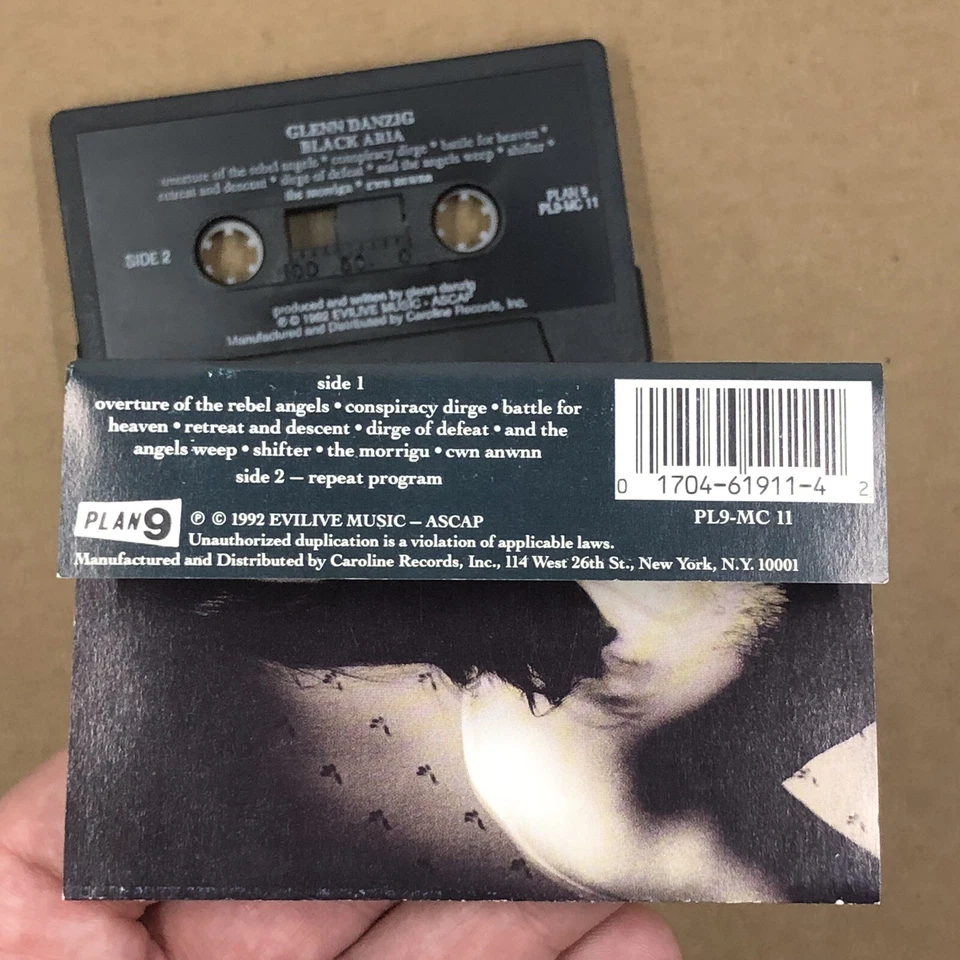 GLENN DANZIG
BLACK ARIA
overture of the rebel angels • conspiracy dirge • battle for heaven •
retreat and descent • dirge of defeat • and the angels weep • shifter •
the morrigu • cwn anwnn
SIDE 2
PLAN 9
PL9-MC 11
100 50 0
produced and written by glenn danzig
℗ © 1992 EVILIVE MUSIC - ASCAP
Manufactured and Distributed by Caroline Records, Inc.
side 1
overture of the rebel angels • conspiracy dirge • battle for
heaven • retreat and descent • dirge of defeat • and the
angels weep • shifter • the morrigu • cwn anwnn
side 2 — repeat program
0 1704-61911-4 2
PL9-MC 11
PLAN 9
℗ © 1992 EVILIVE MUSIC — ASCAP
Unauthorized duplication is a violation of applicable laws.
Manufactured and Distributed by Caroline Records, Inc., 114 West 26th St., New York, N.Y. 10001